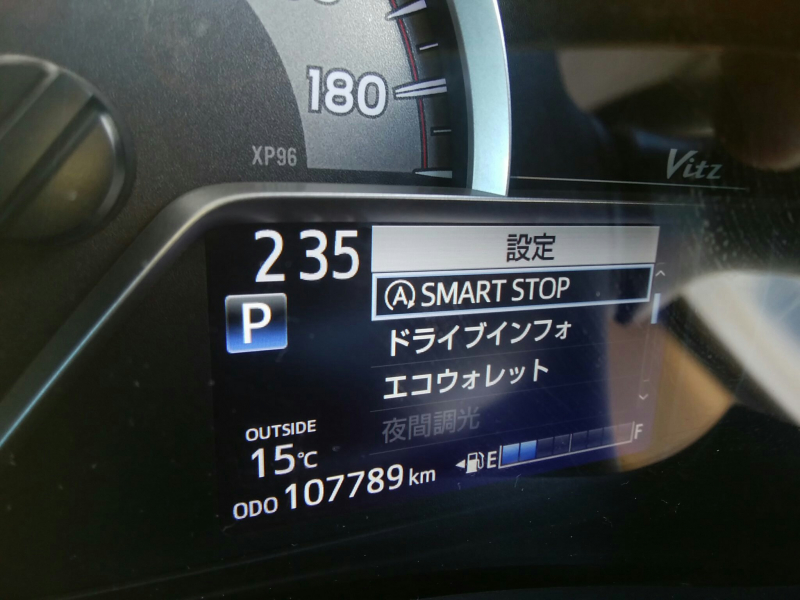 180
XP96
Vitz
2 35
設定
P
SMART STOP
ドライブインフォ
エコウォレット
夜間調光
OUTSIDE
15℃
E F
ODO 107789 km